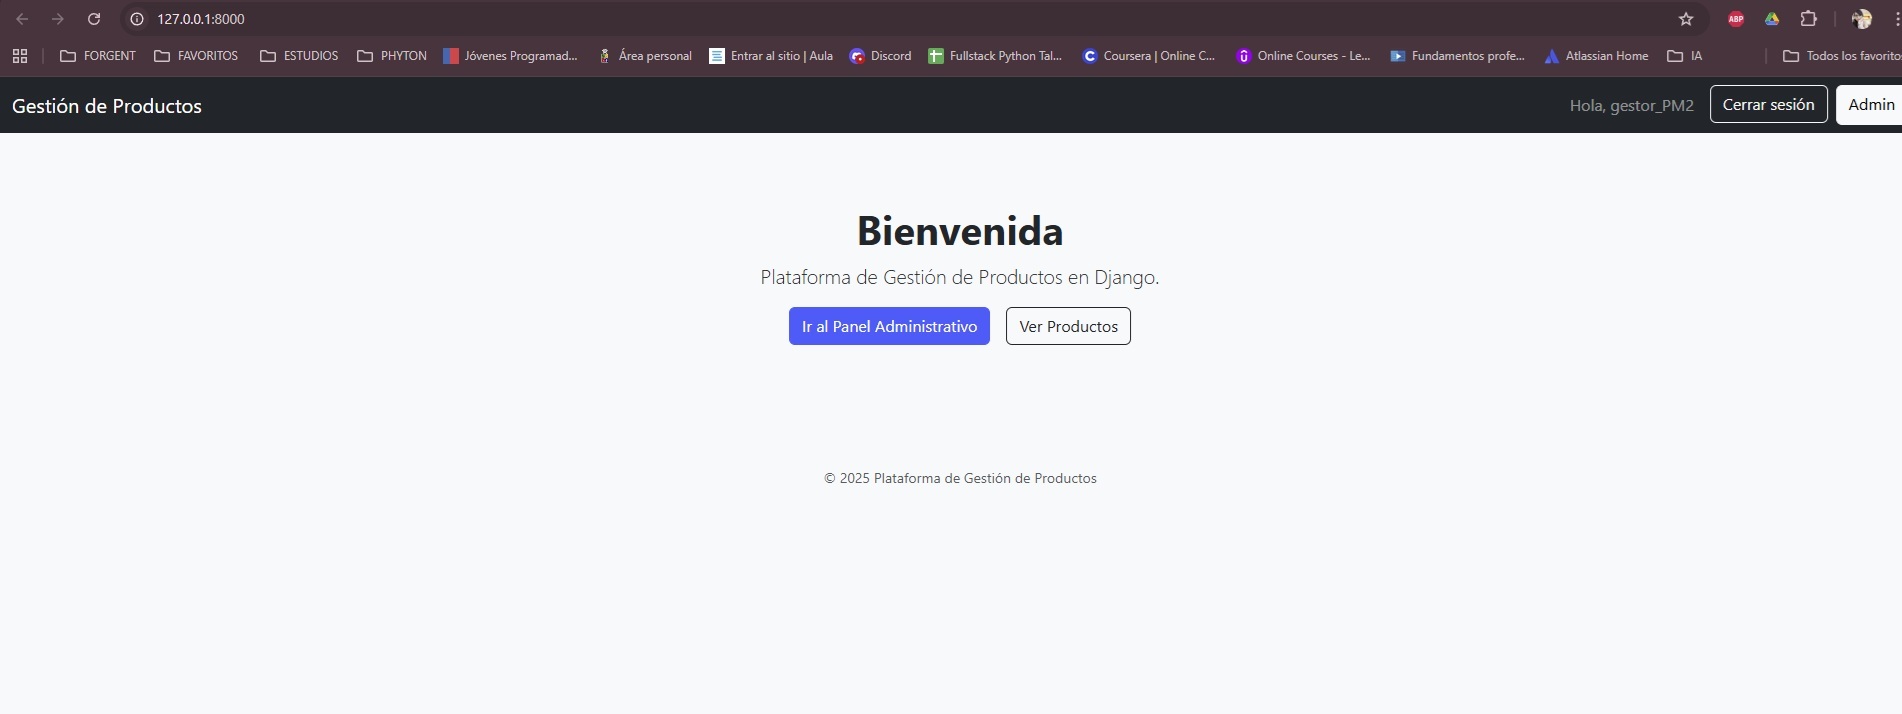 127.0.0.1:8000
ABP
FORGENT FAVORITOS ESTUDIOS PHYTON Jóvenes Programad... Área personal Entrar al sitio | Aula Discord Fullstack Python Tal... Coursera | Online C... Online Courses - Le... Fundamentos profe... Atlassian Home IA Todos los favorito
Gestión de Productos Hola, gestor_PM2 Cerrar sesión Admin
Bienvenida
Plataforma de Gestión de Productos en Django.
Ir al Panel Administrativo Ver Productos
© 2025 Plataforma de Gestión de Productos